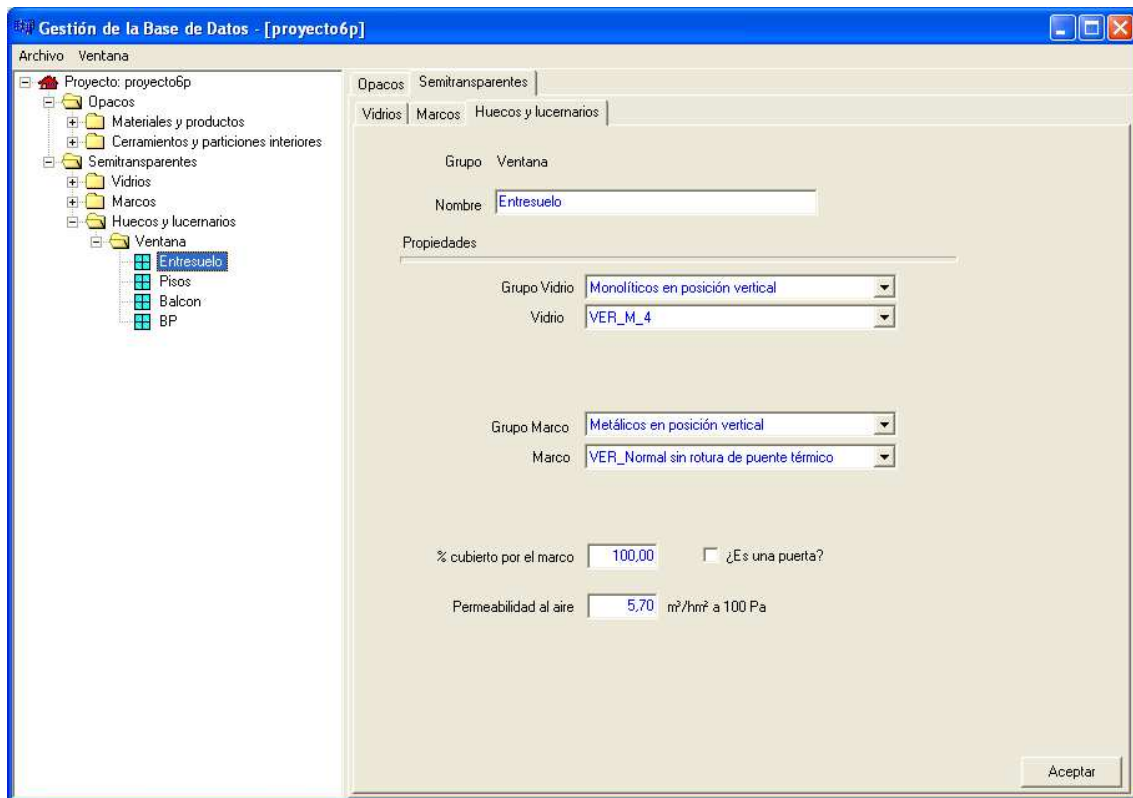 Gestión de la Base de Datos - [proyecto6p]
Archivo Ventana
Proyecto: proyecto6p
Opacos
Materiales y productos
Cerramientos y particiones interiores
Semitransparentes
Vidrios
Marcos
Huecos y lucernarios
Ventana
Entresuelo
Pisos
Balcon
BP
Opacos Semitransparentes
Vidrios Marcos Huecos y lucernarios
Grupo Ventana
Nombre Entresuelo
Propiedades
Grupo Vidrio Monolíticos en posición vertical
Vidrio VER_M_4
Grupo Marco Metálicos en posición vertical
Marco VER_Normal sin rotura de puente térmico
% cubierto por el marco 100,00 ¿Es una puerta?
Permeabilidad al aire 5,70 m³/hm² a 100 Pa
Aceptar